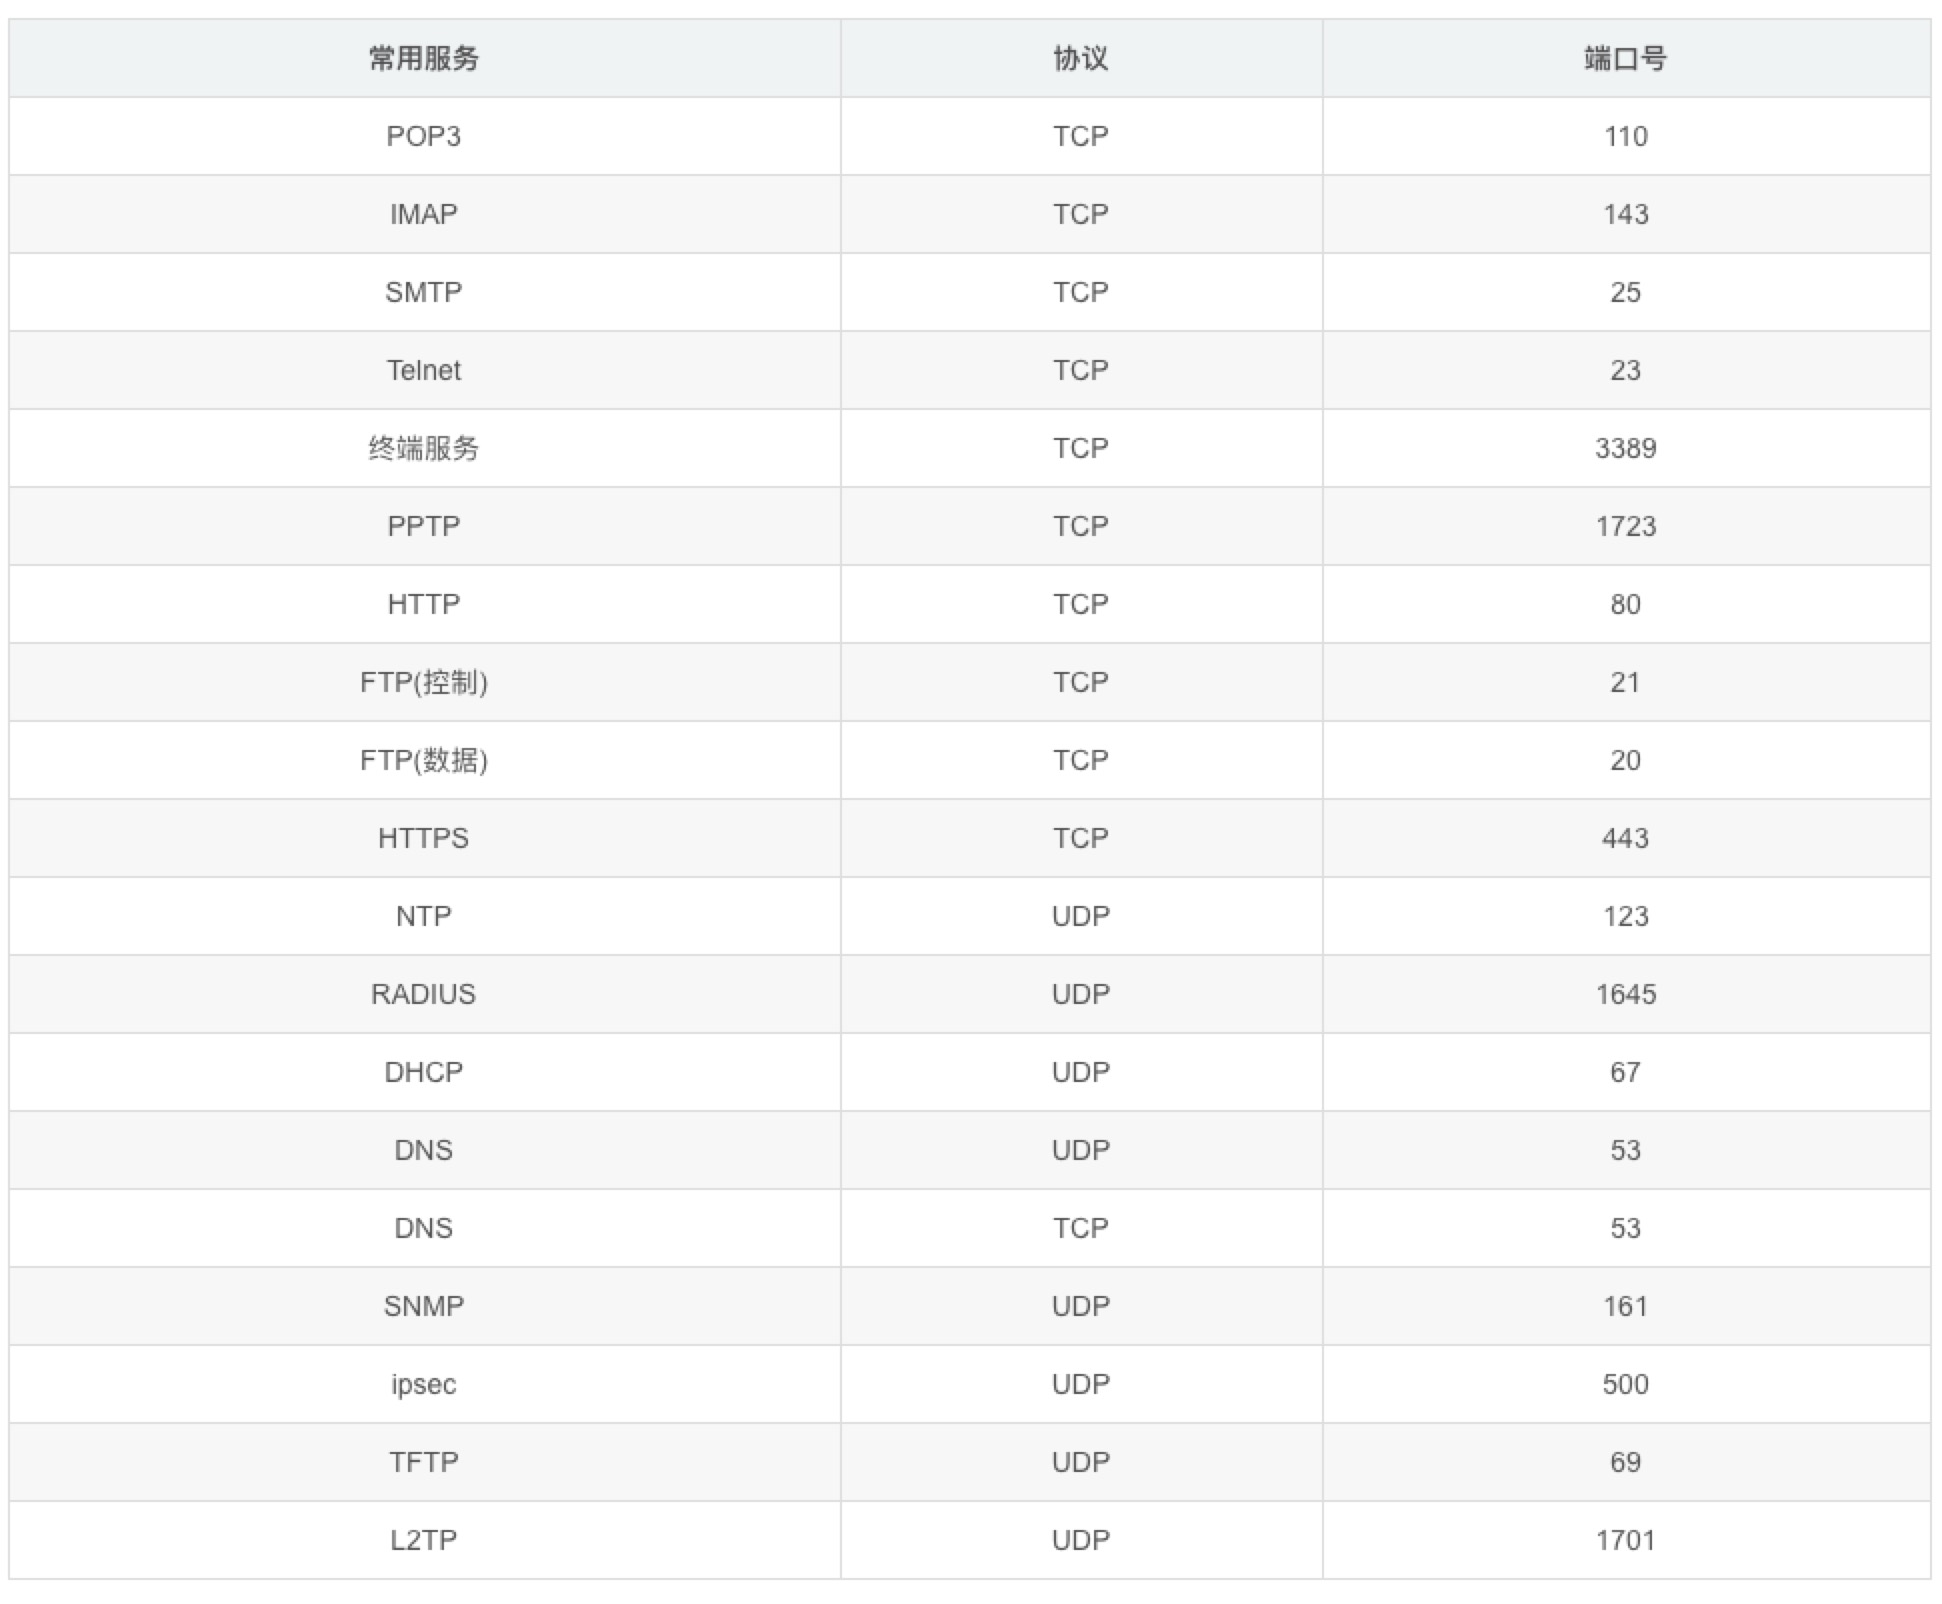 常用服务 协议 端口号
POP3 TCP 110
IMAP TCP 143
SMTP TCP 25
Telnet TCP 23
终端服务 TCP 3389
PPTP TCP 1723
HTTP TCP 80
FTP(控制) TCP 21
FTP(数据) TCP 20
HTTPS TCP 443
NTP UDP 123
RADIUS UDP 1645
DHCP UDP 67
DNS UDP 53
DNS TCP 53
SNMP UDP 161
ipsec UDP 500
TFTP UDP 69
L2TP UDP 1701